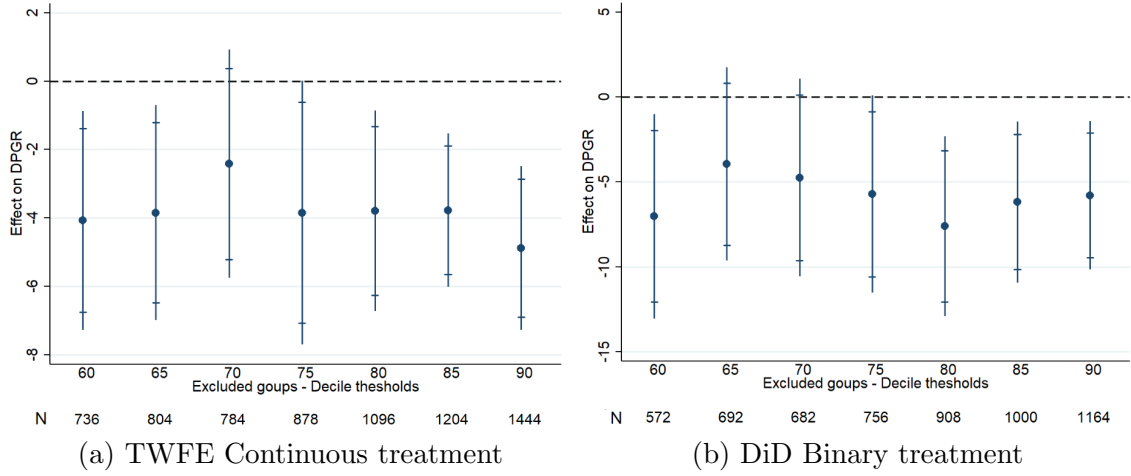 2
0
-2
-4
-6
-8
Effect on DPGR
60 65 70 75 80 85 90
Excluded goups - Decile thesholds
N 736 804 784 878 1096 1204 1444
(a) TWFE Continuous treatment
5
0
-5
-10
-15
Effect on DPGR
60 65 70 75 80 85 90
Excluded goups - Decile thesholds
N 572 692 682 756 908 1000 1164
(b) DiD Binary treatment